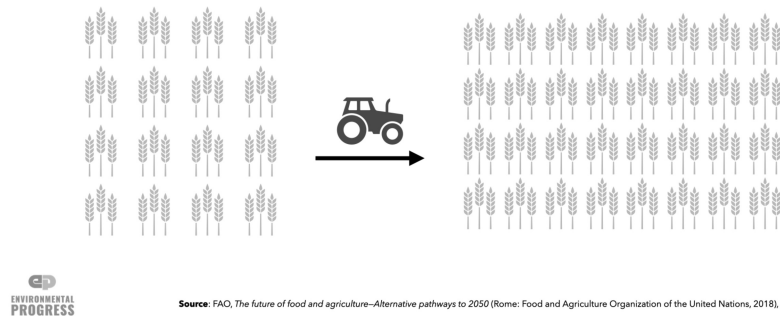 ep
ENVIRONMENTAL
PROGRESS
Source: FAO, The future of food and agriculture—Alternative pathways to 2050 (Rome: Food and Agriculture Organization of the United Nations, 2018),